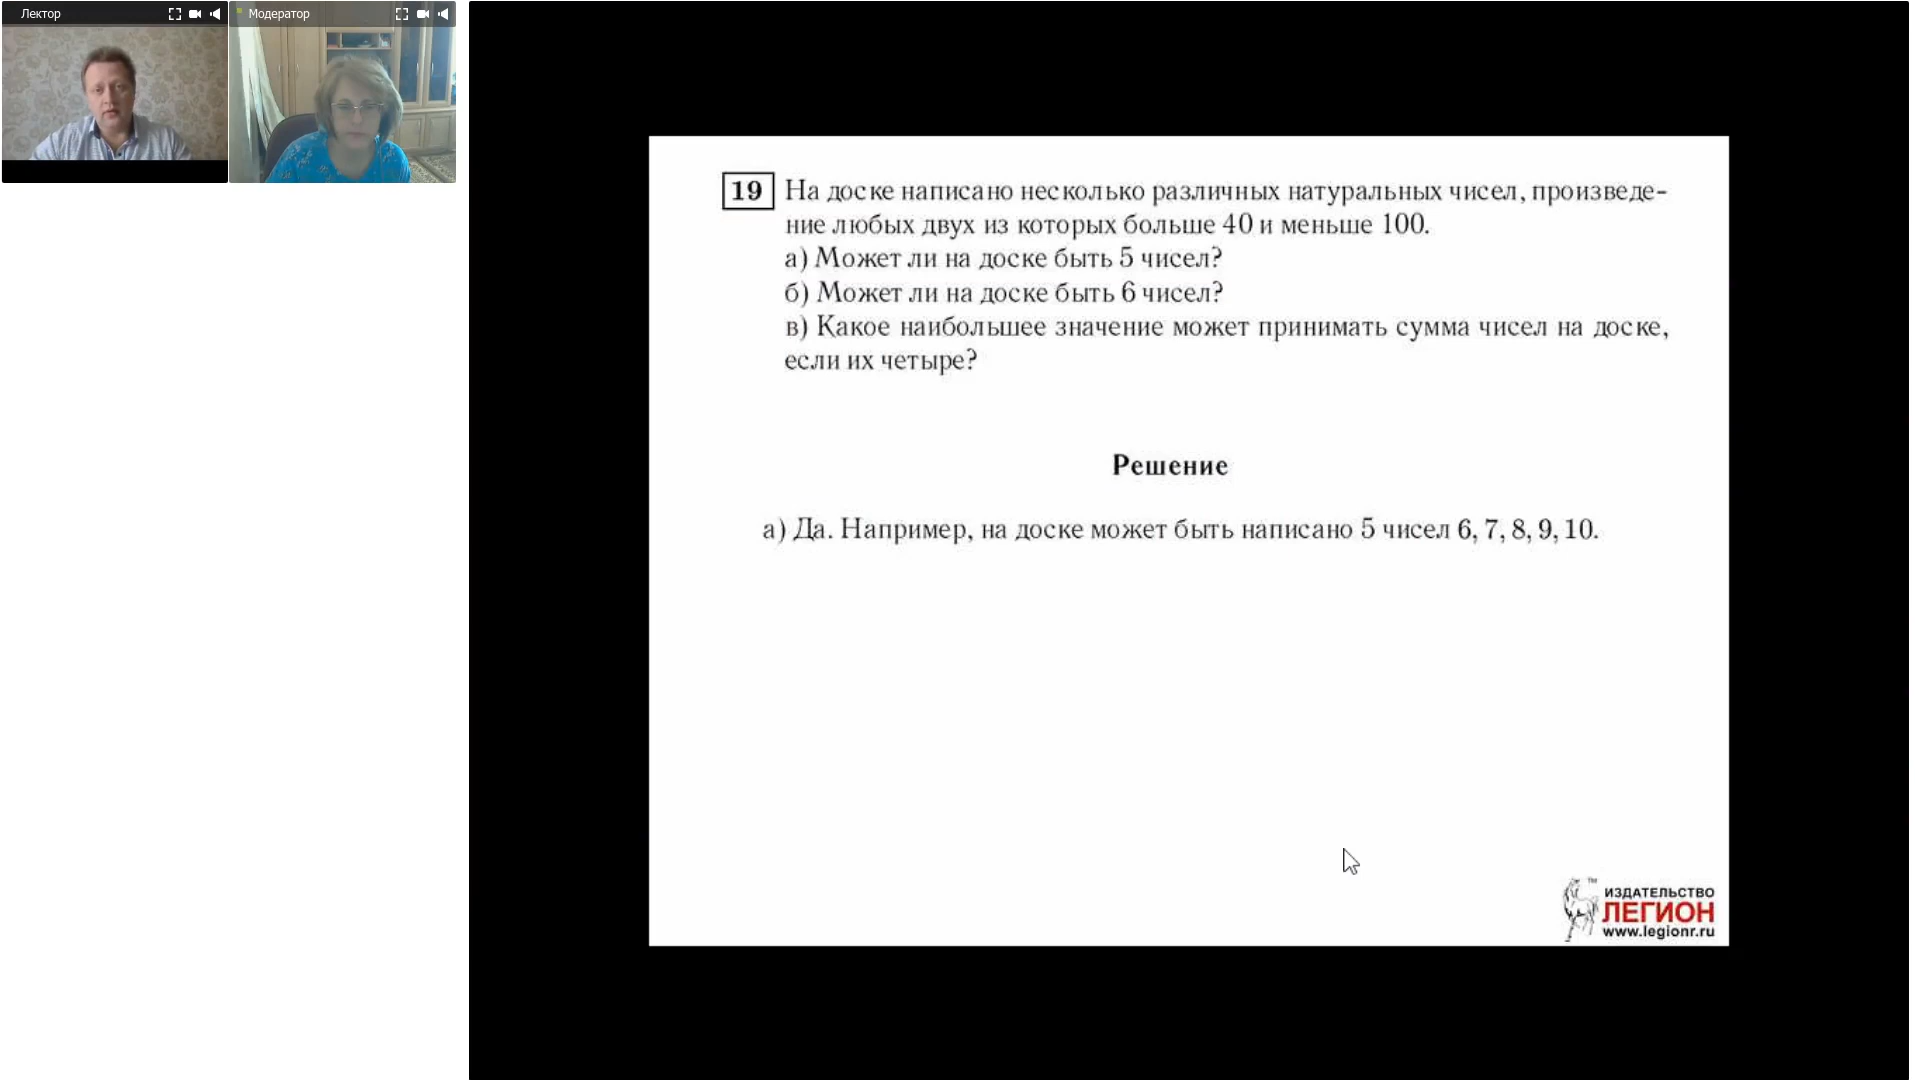 Лектор
Модератор
19 На доске написано несколько различных натуральных чисел, произведе-
ние любых двух из которых больше 40 и меньше 100.
а) Может ли на доске быть 5 чисел?
б) Может ли на доске быть 6 чисел?
в) Какое наибольшее значение может принимать сумма чисел на доске,
если их четыре?
Решение
а) Да. Например, на доске может быть написано 5 чисел 6, 7, 8, 9, 10.
TM
ИЗДАТЕЛЬСТВО
ЛЕГИОН
www.legionr.ru